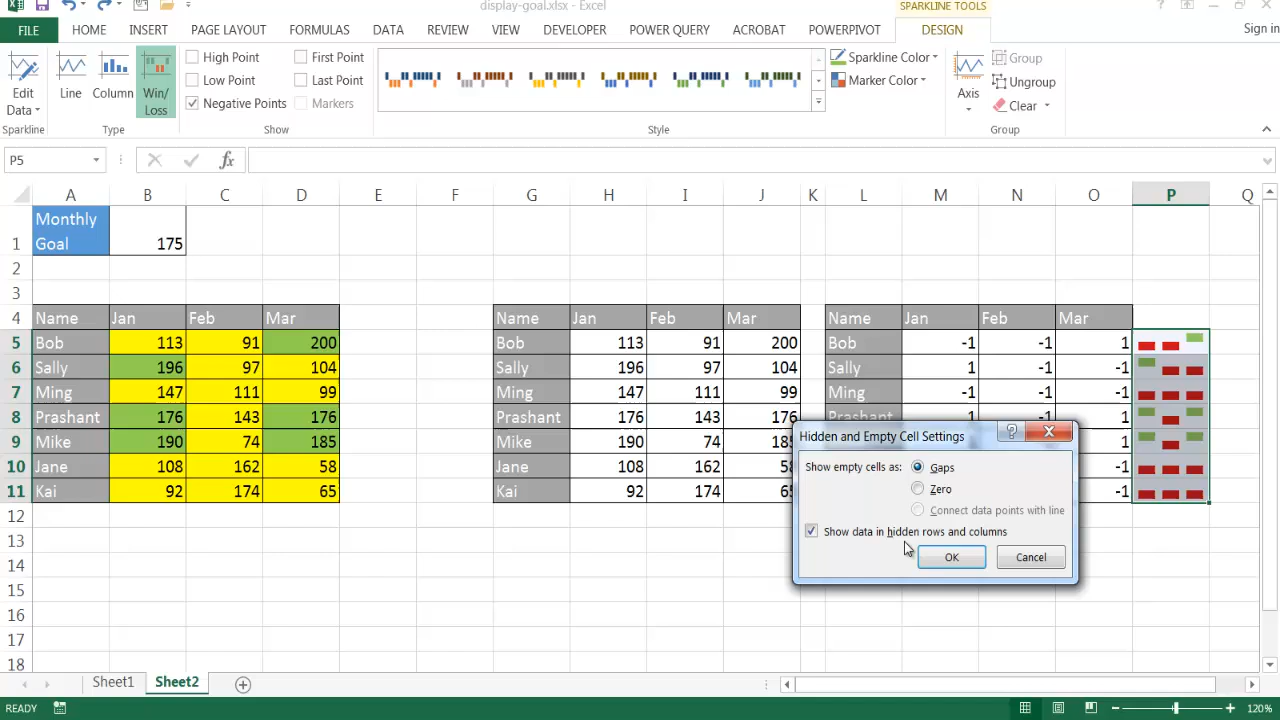 display-goal.xlsx - Excel
SPARKLINE TOOLS
FILE HOME INSERT PAGE LAYOUT FORMULAS DATA REVIEW VIEW DEVELOPER POWER QUERY ACROBAT POWERPIVOT DESIGN Sign in
Edit Data
Line
Column
Win/
Loss
High Point
Low Point
Negative Points
First Point
Last Point
Markers
Sparkline Color
Marker Color
Axis
Group
Ungroup
Clear
Sparkline Type Show Style Group
P5 fx
A B C D E F G H I J K L M N O P Q
1 Monthly Goal 175
2
3
4 Name Jan Feb Mar Name Jan Feb Mar Name Jan Feb Mar
5 Bob 113 91 200 Bob 113 91 200 Bob -1 -1 1
6 Sally 196 97 104 Sally 196 97 104 Sally 1 -1 -1
7 Ming 147 111 99 Ming 147 111 99 Ming -1 -1 -1
8 Prashant 176 143 176 Prashant 176 143 176 Prashant 1 -1 1
9 Mike 190 74 185 Mike 190 74 185 1
10 Jane 108 162 58 Jane 108 162 58 -1
11 Kai 92 174 65 Kai 92 174 65 -1
12
13
14
15
16
17
18
Hidden and Empty Cell Settings ?
Show empty cells as: Gaps
Zero
Connect data points with line
Show data in hidden rows and columns
OK Cancel
Sheet1 Sheet2
READY 120%